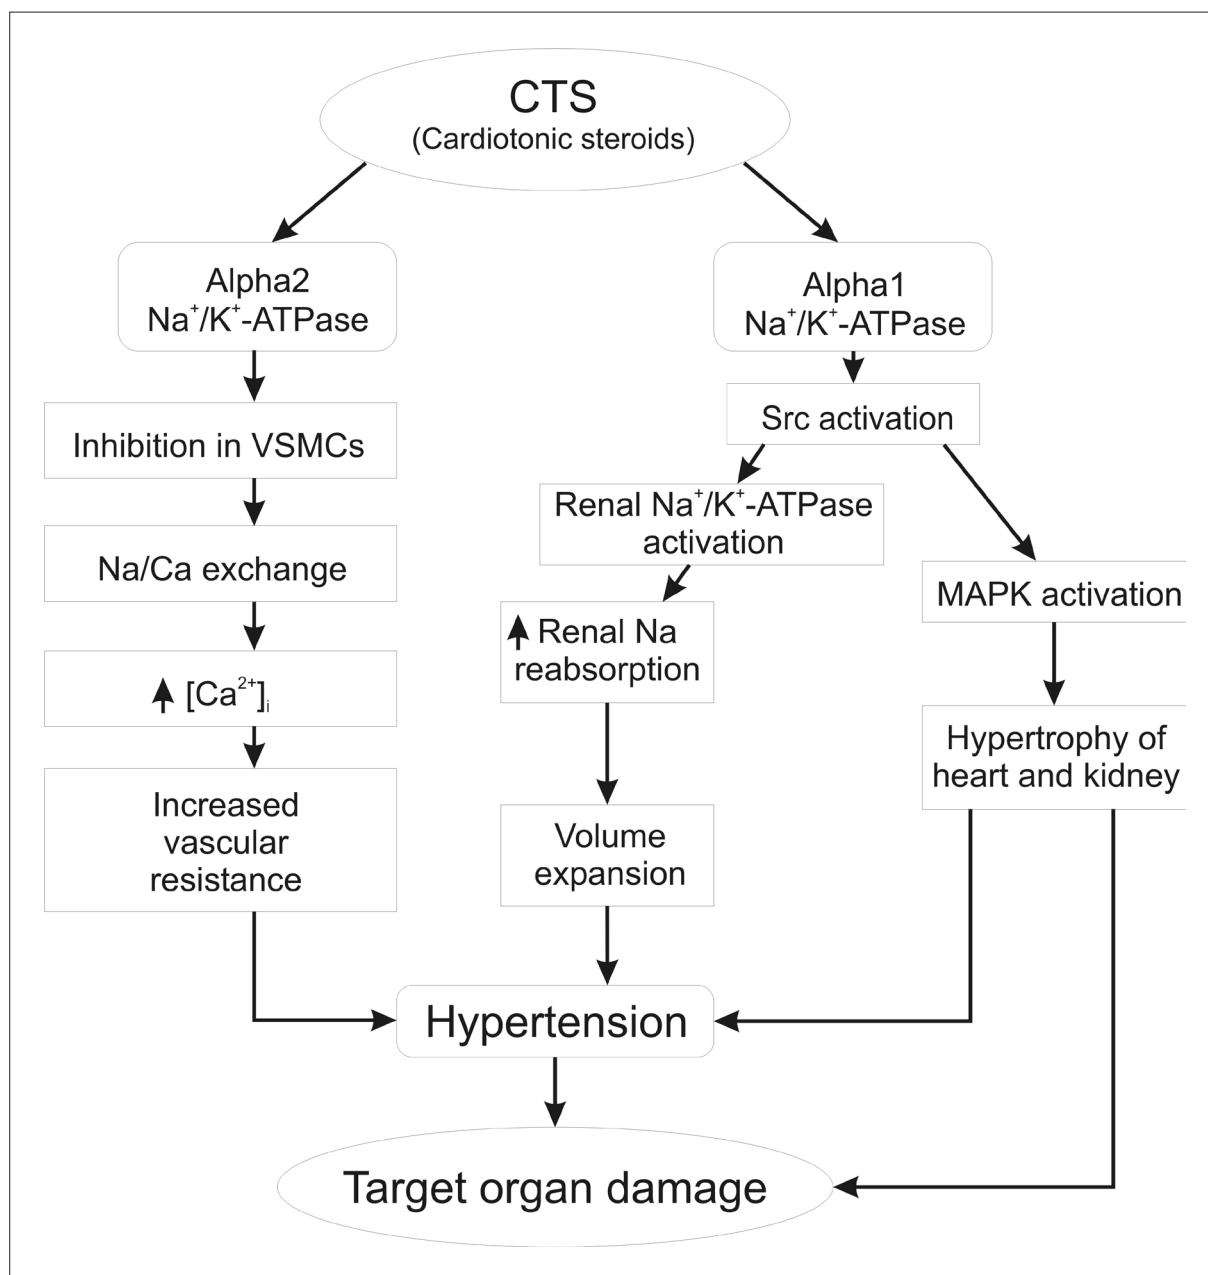 CTS
(Cardiotonic steroids)
Alpha2
Na⁺/K⁺-ATPase
Inhibition in VSMCs
Na/Ca exchange
[Ca²⁺]ᵢ
Increased
vascular
resistance
Alpha1
Na⁺/K⁺-ATPase
Src activation
Renal Na⁺/K⁺-ATPase
activation
Renal Na
reabsorption
Volume
expansion
MAPK activation
Hypertrophy of
heart and kidney
Hypertension
Target organ damage